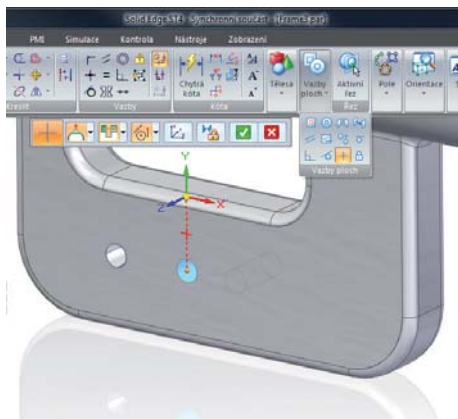 Solid Edge ST4 - Synchronní součást - [Frame3.par]
PMI Simulace Kontrola Nástroje Zobrazení
Chytrá kóta
Tělesa
Vazby ploch
Aktivní řez
Pole
Orientace
Kreslit Vazby Kóta Řez
Vazby ploch
Y
Z
X